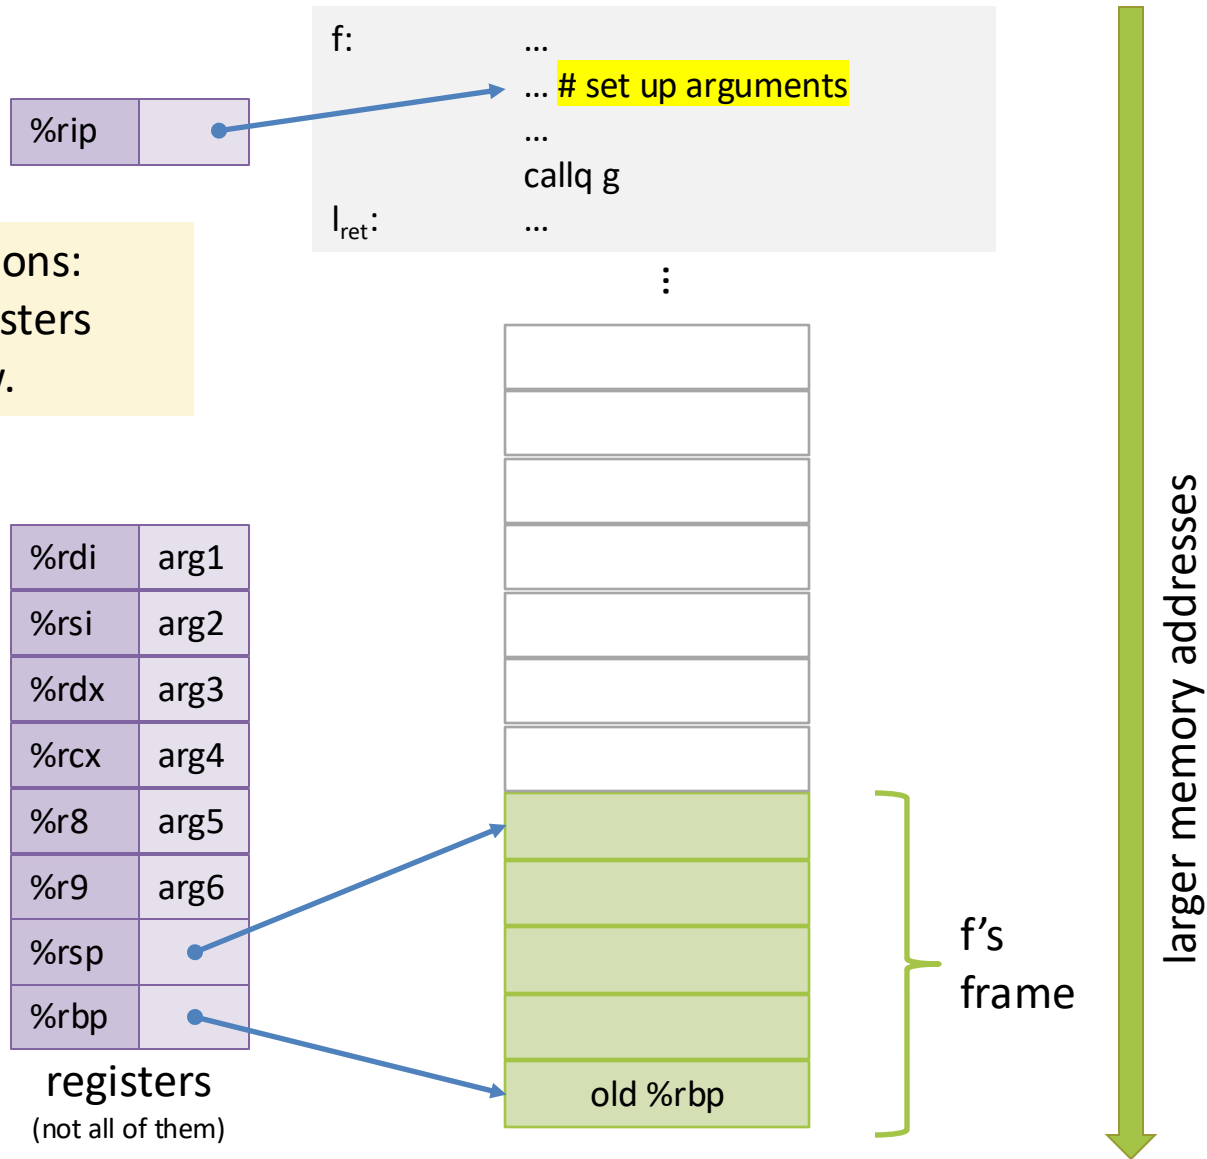 f: …
… # set up arguments
…
callq g
lret: …
⋮
%rip
ons:
sters
%rdi arg1
%rsi arg2
%rdx arg3
%rcx arg4
%r8 arg5
%r9 arg6
%rsp
%rbp
registers
(not all of them)
old %rbp
f’s
frame
larger memory addresses